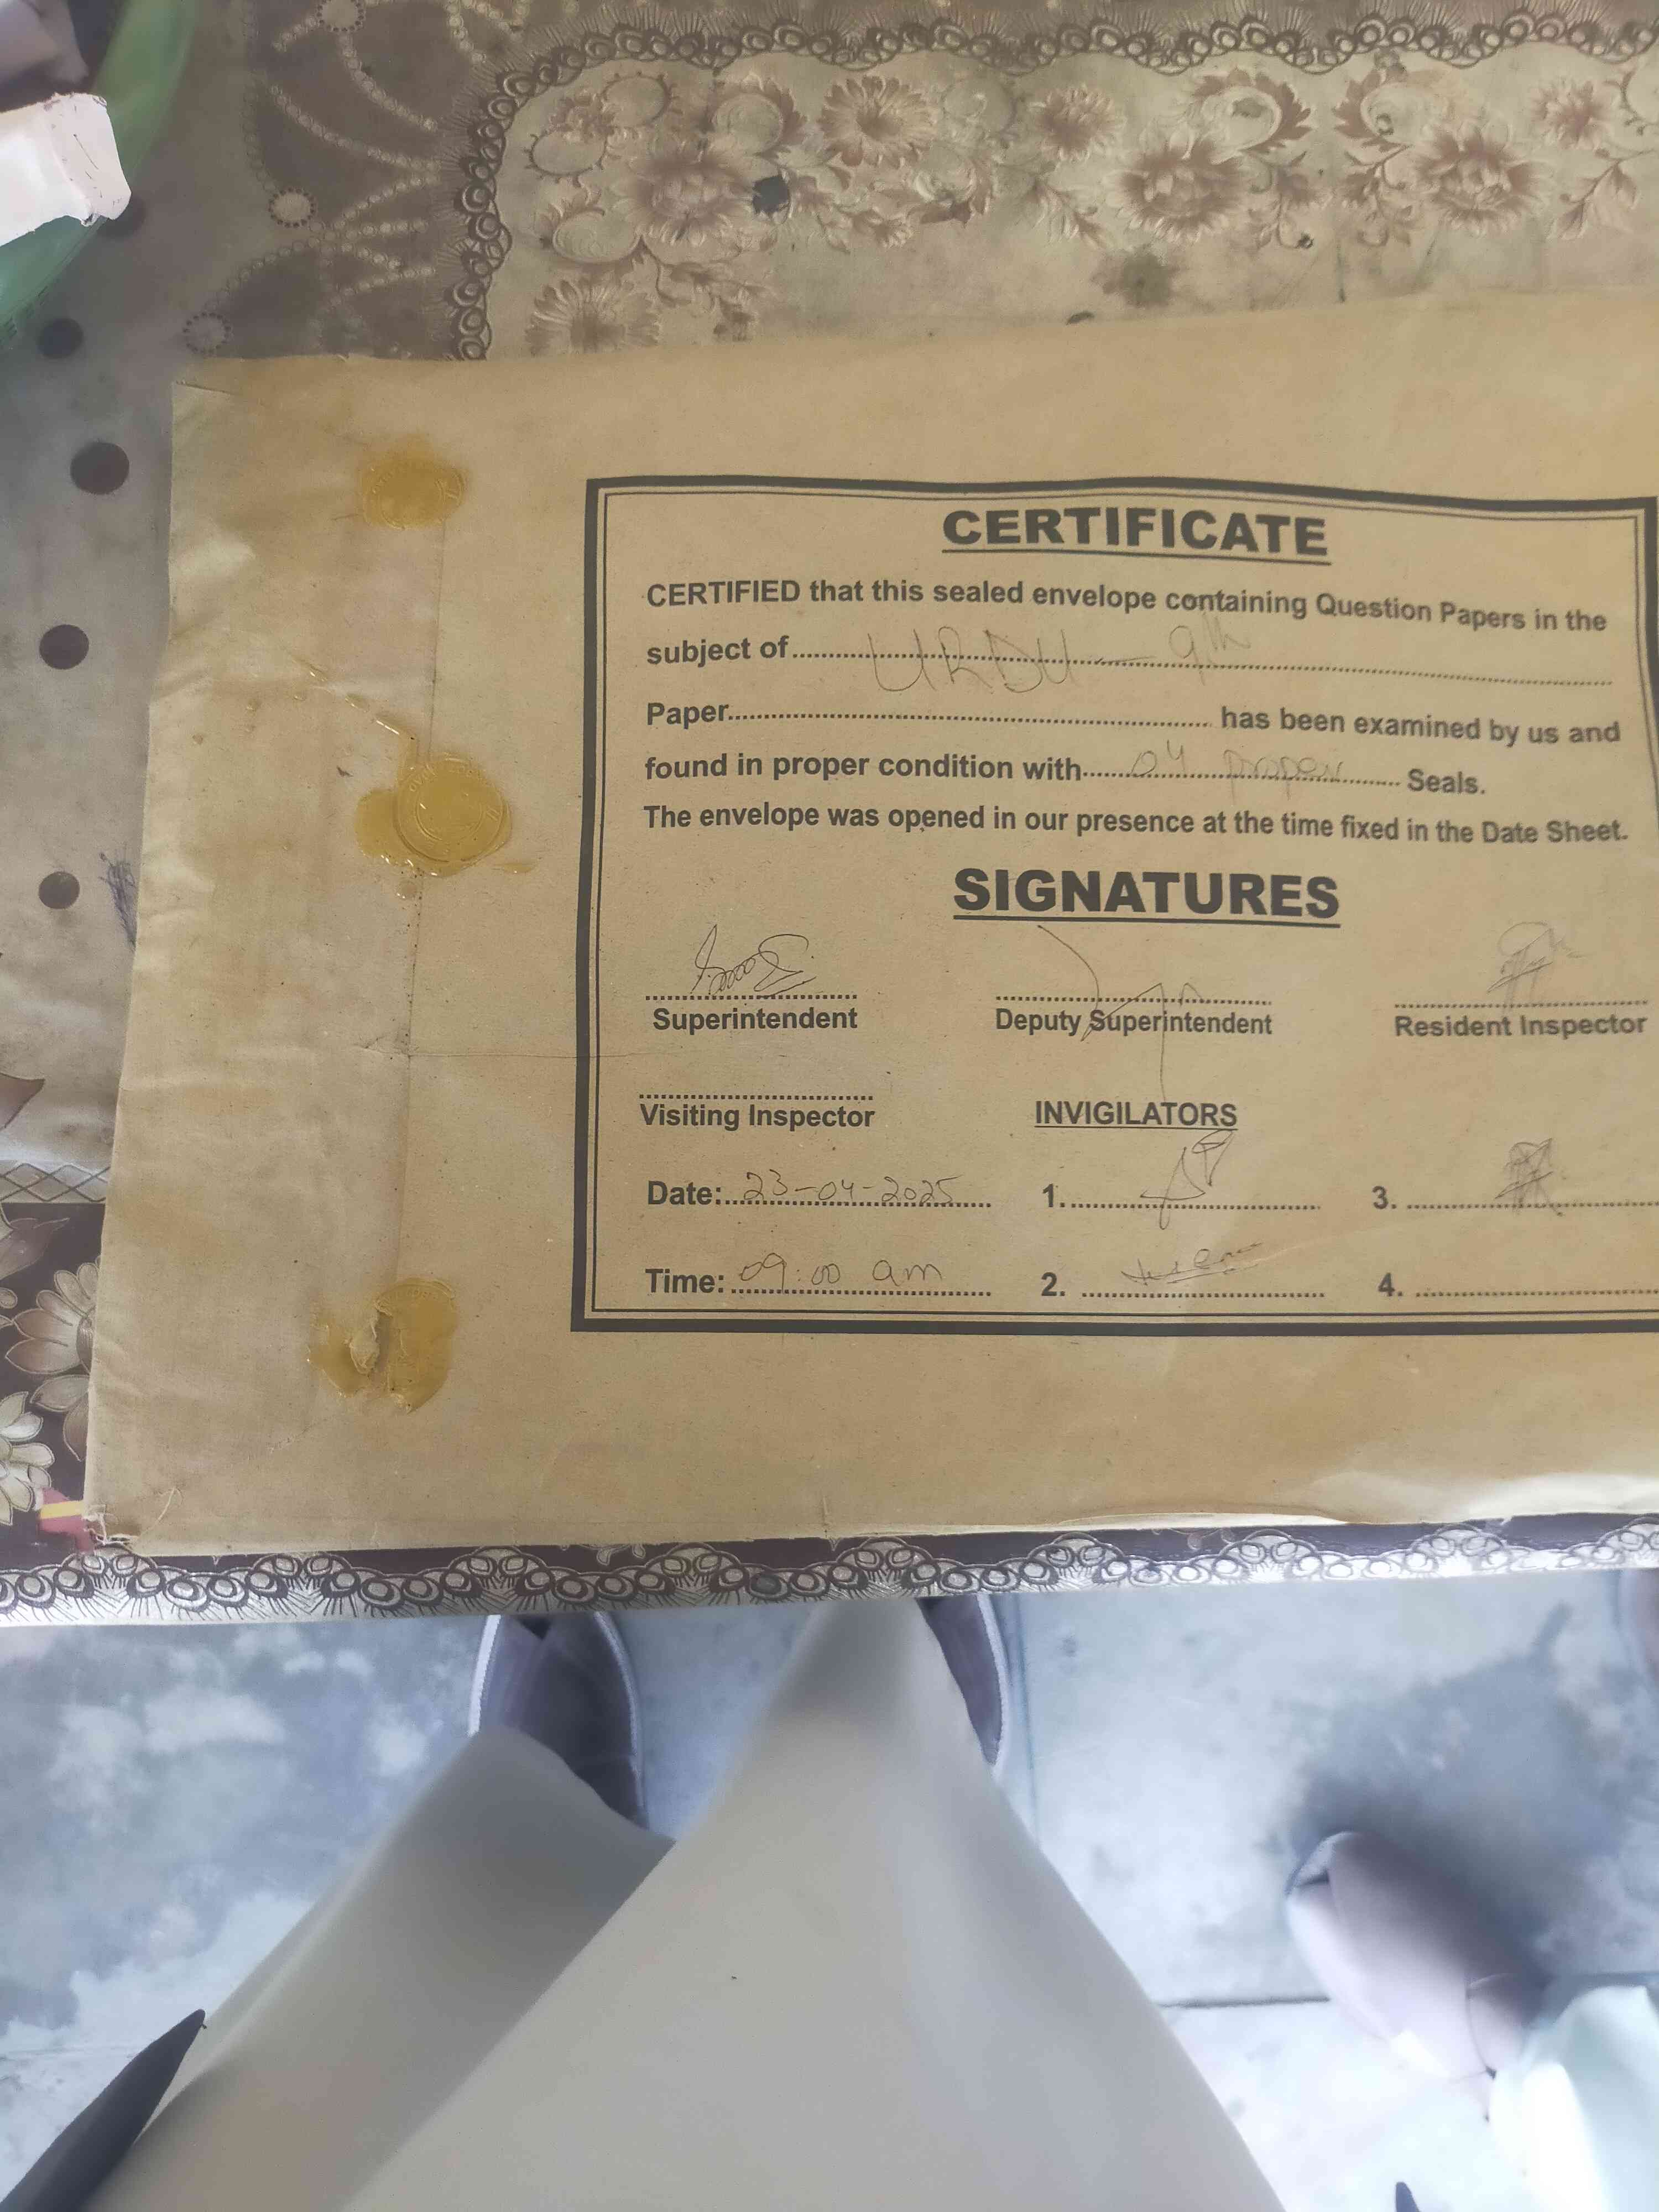 CERTIFICATE
CERTIFIED that this sealed envelope containing Question Papers in the
subject of URDU — 9th
Paper has been examined by us and
found in proper condition with 04 proper Seals.
The envelope was opened in our presence at the time fixed in the Date Sheet.
SIGNATURES
Superintendent Deputy Superintendent Resident Inspector
Visiting Inspector INVIGILATORS
Date: 23-04-2025 1. 3.
Time: 09:00 am 2. 4.